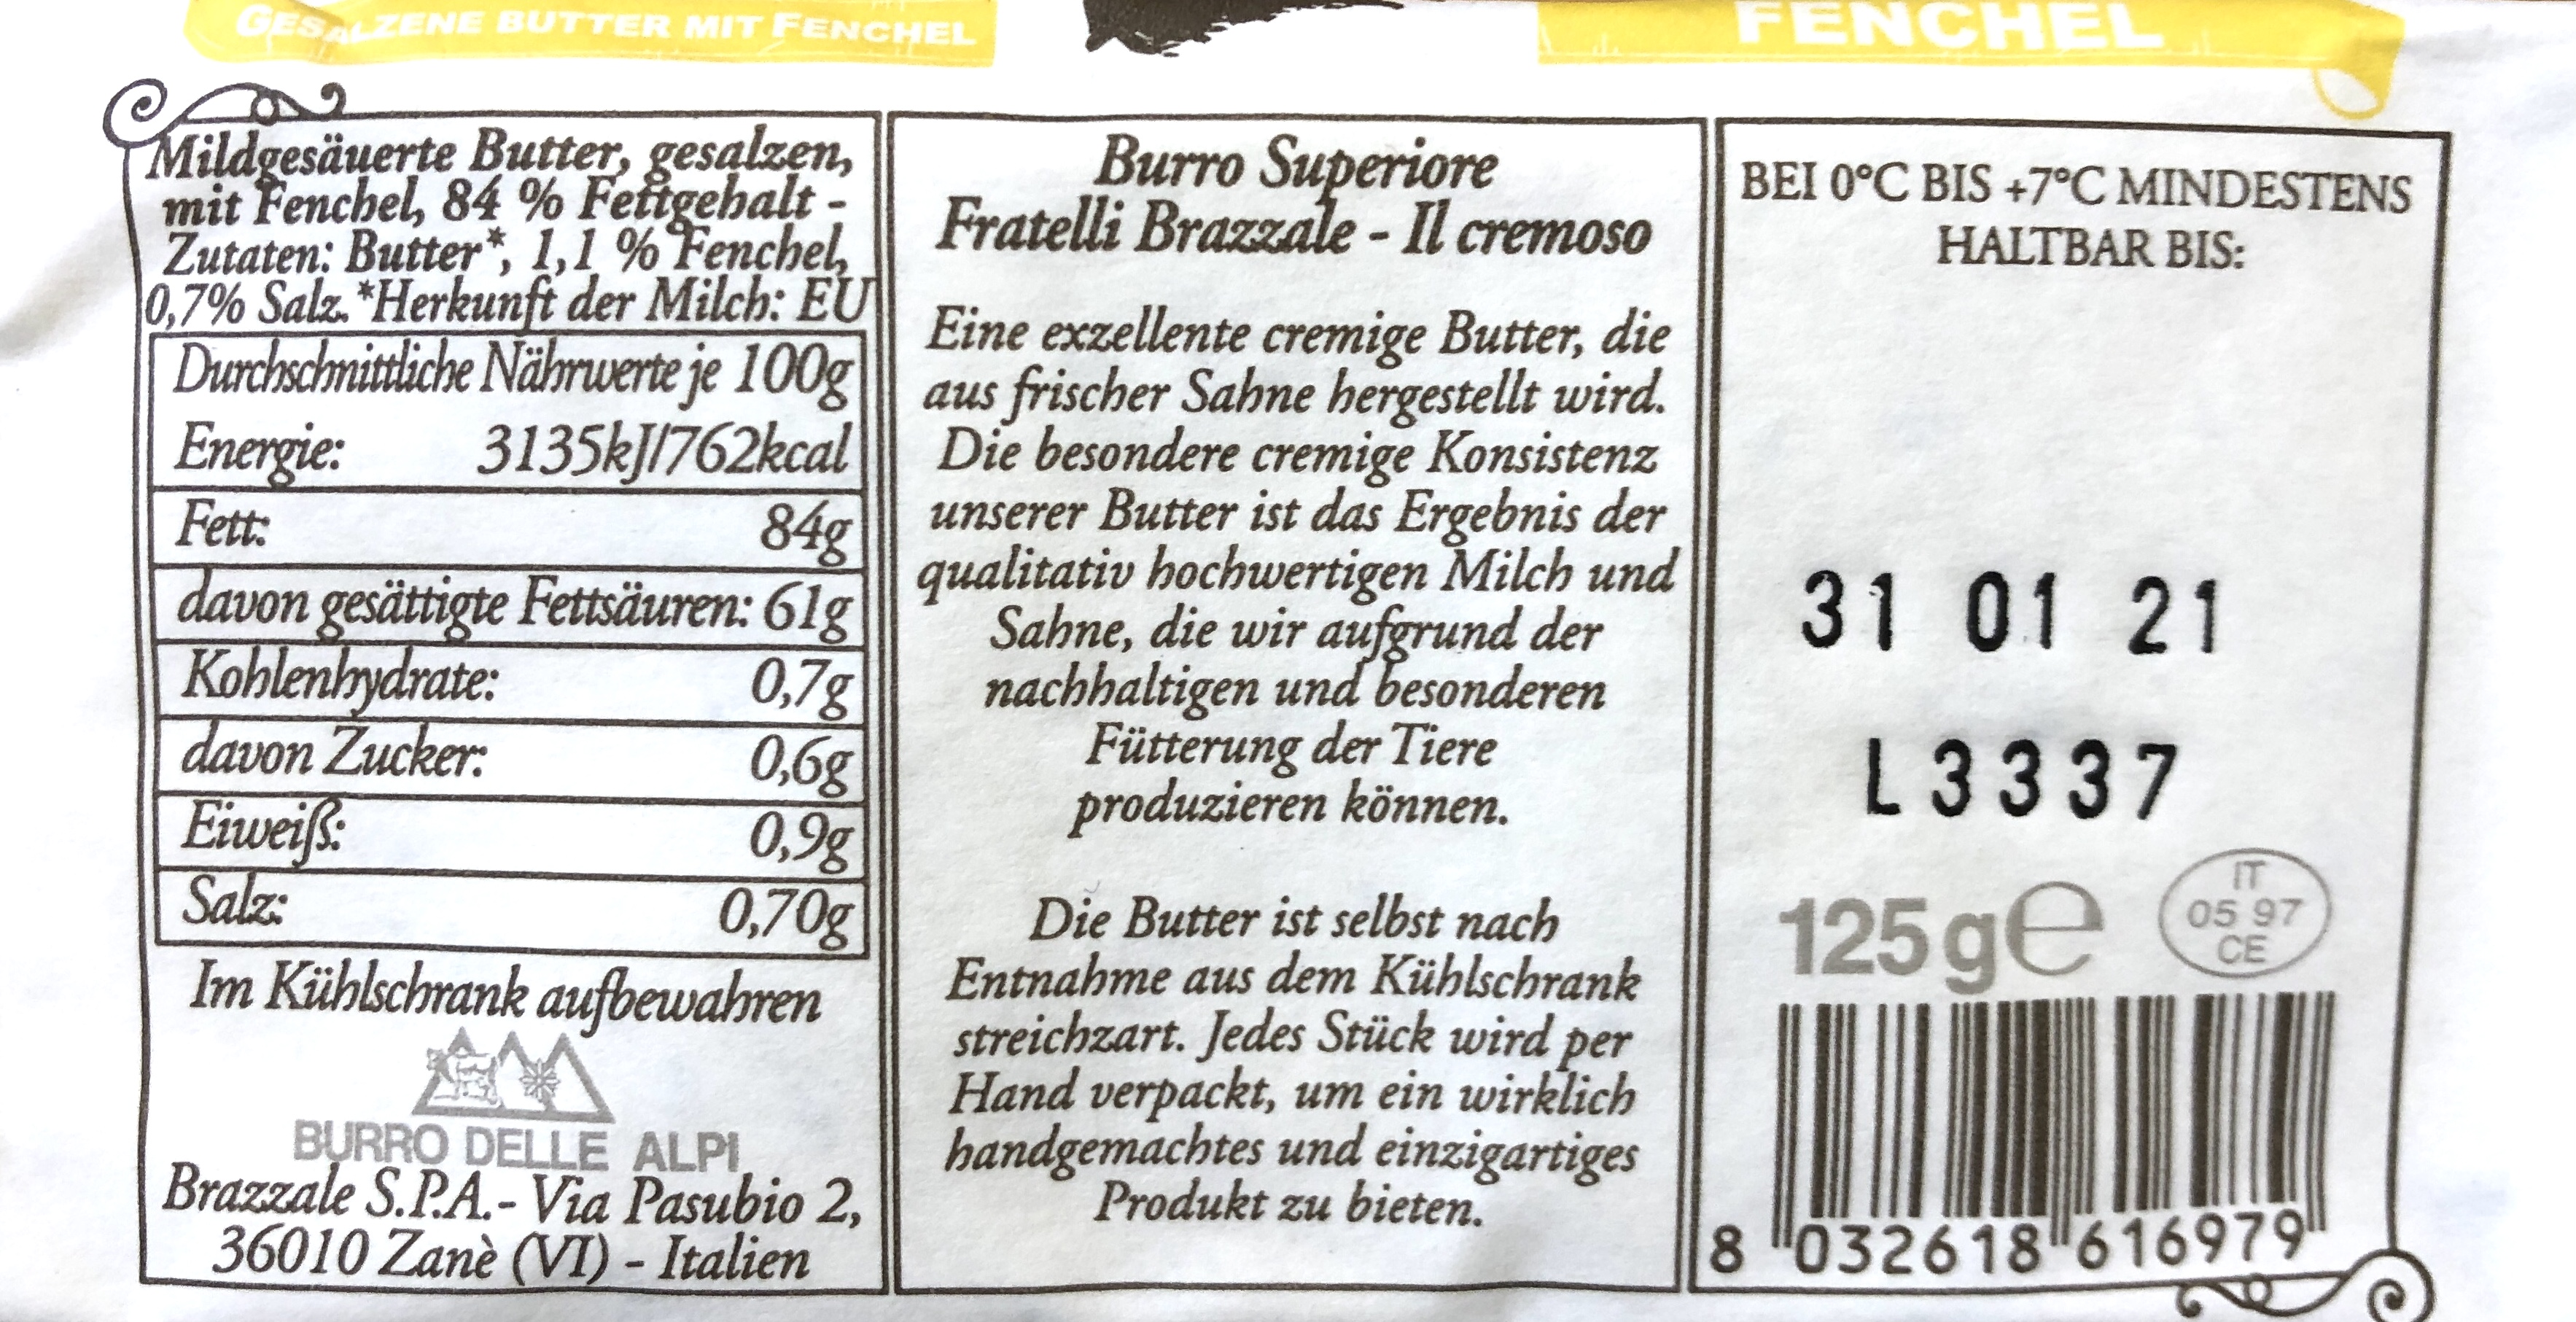 GESALZENE BUTTER MIT FENCHEL
FENCHEL
Mildgesäuerte Butter, gesalzen,
mit Fenchel, 84 % Fettgehalt -
Zutaten: Butter*, 1,1 % Fenchel,
0,7% Salz. *Herkunft der Milch: EU
Durchschnittliche Nährwerte je 100g
Energie: 3135kJ/762kcal
Fett: 84g
davon gesättigte Fettsäuren: 61g
Kohlenhydrate: 0,7g
davon Zucker: 0,6g
Eiweiß: 0,9g
Salz: 0,70g
Im Kühlschrank aufbewahren
BURRO DELLE ALPI
Brazzale S.P.A.- Via Pasubio 2,
36010 Zanè (VI) - Italien
Burro Superiore
Fratelli Brazzale - Il cremoso
Eine exzellente cremige Butter, die
aus frischer Sahne hergestellt wird.
Die besondere cremige Konsistenz
unserer Butter ist das Ergebnis der
qualitativ hochwertigen Milch und
Sahne, die wir aufgrund der
nachhaltigen und besonderen
Fütterung der Tiere
produzieren können.
Die Butter ist selbst nach
Entnahme aus dem Kühlschrank
streichzart. Jedes Stück wird per
Hand verpackt, um ein wirklich
handgemachtes und einzigartiges
Produkt zu bieten.
BEI 0°C BIS +7°C MINDESTENS
HALTBAR BIS:
31 01 21
L3337
125g℮
IT
05 97
CE
8 032618 616979